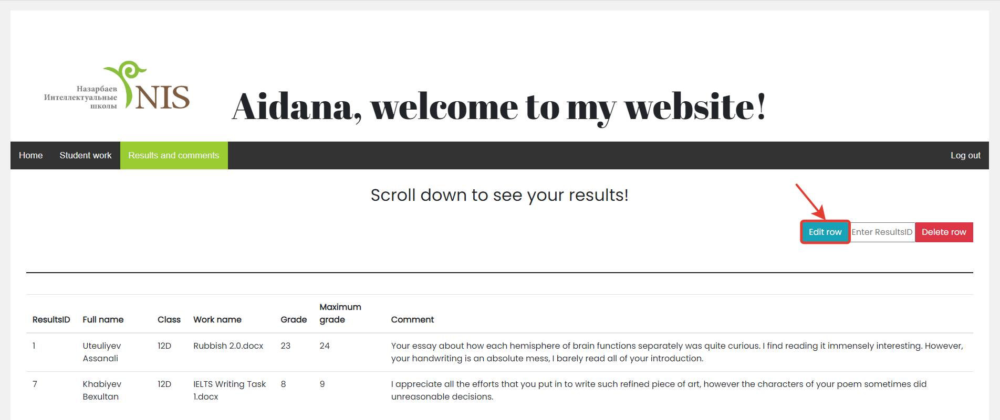 Назарбаев
Интеллектуальные
школы
NIS
Aidana, welcome to my website!
Home Student work Results and comments Log out
Scroll down to see your results!
Edit row Enter ResultsID Delete row
ResultsID Full name Class Work name Grade Maximum grade Comment
1 Uteuliyev Assanali 12D Rubbish 2.0.docx 23 24 Your essay about how each hemisphere of brain functions separately was quite curious. I find reading it immensely interesting. However,
your handwriting is an absolute mess, I barely read all of your introduction.
7 Khabiyev Bexultan 12D IELTS Writing Task 1.docx 8 9 I appreciate all the efforts that you put in to write such refined piece of art, however the characters of your poem sometimes did
unreasonable decisions.